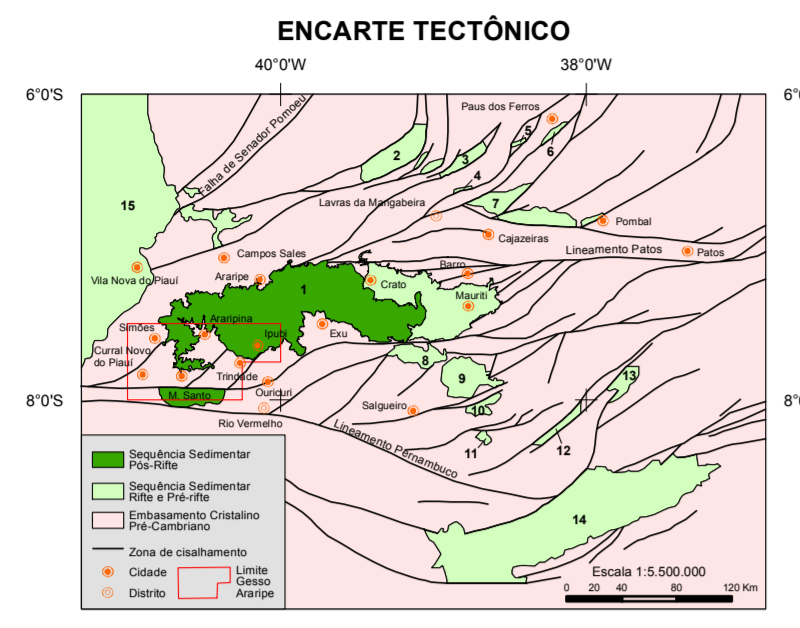 ENCARTE TECTÔNICO
40°0'W
38°0'W
6°0'S
6°0
Paus dos Ferros
Falha de Senador Pomoeu
5
6
2
3
4
15
Lavras da Mangabeira
7
Pombal
Cajazeiras
Lineamento Patos
Patos
Campos Sales
Barro
Vila Nova do Piauí
Araripe
1
Crato
Mauriti
Simões
Araripina
Ipubi
Exu
Curral Novo
do Piauí
8
Trindade
9
13
Ouricuri
M. Santo
8°0'S
8°0
Salgueiro
10
Rio Vermelho
Lineamento Pernambuco
11
12
14
Sequência Sedimentar
Pós-Rifte
Sequência Sedimentar
Rifte e Pré-rifte
Embasamento Cristalino
Pré-Cambriano
Zona de cisalhamento
Cidade
Distrito
Limite
Gesso
Araripe
Escala 1:5.500.000
0 20 40 80 120 Km